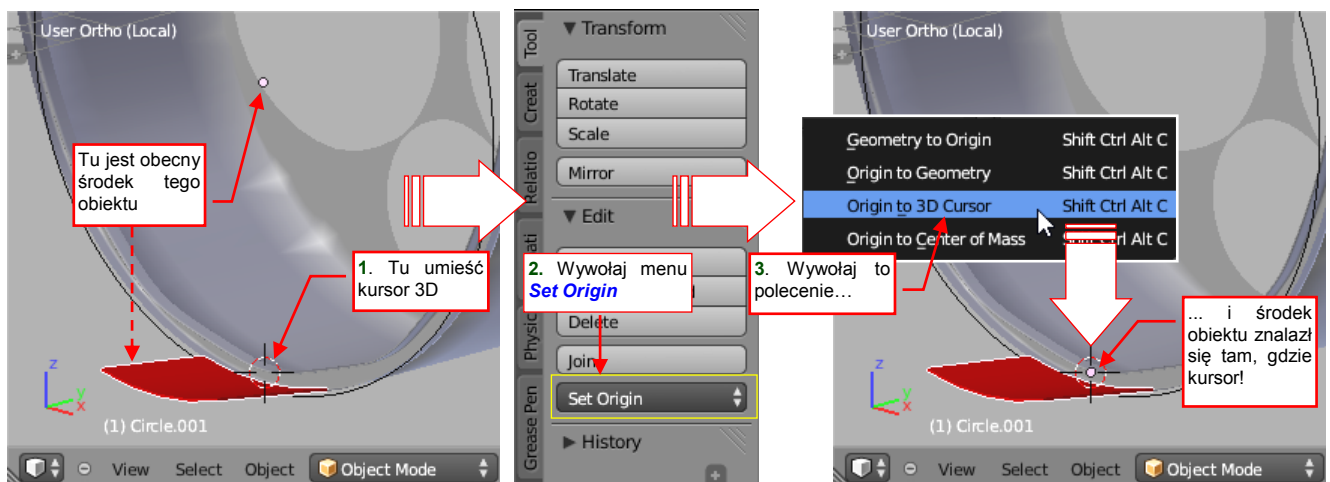 User Ortho (Local)
Tu jest obecny
środek tego
obiektu
1. Tu umieść
kursor 3D
z
y
x
(1) Circle.001
View Select Object Object Mode
Tool
Creat
Relatio
ati
Physic
Grease Pen
Transform
Translate
Rotate
Scale
Mirror
Edit
2. Wywołaj menu
Set Origin
Delete
Join
Set Origin
History
User Ortho (Local)
Geometry to Origin Shift Ctrl Alt C
Origin to Geometry Shift Ctrl Alt C
Origin to 3D Cursor Shift Ctrl Alt C
Origin to Center of Mass Shift Ctrl Alt C
3. Wywołaj to
polecenie…
... i środek
obiektu znalazł
się tam, gdzie
kursor!
z
y
x
(1) Circle.001
View Select Object Object Mode